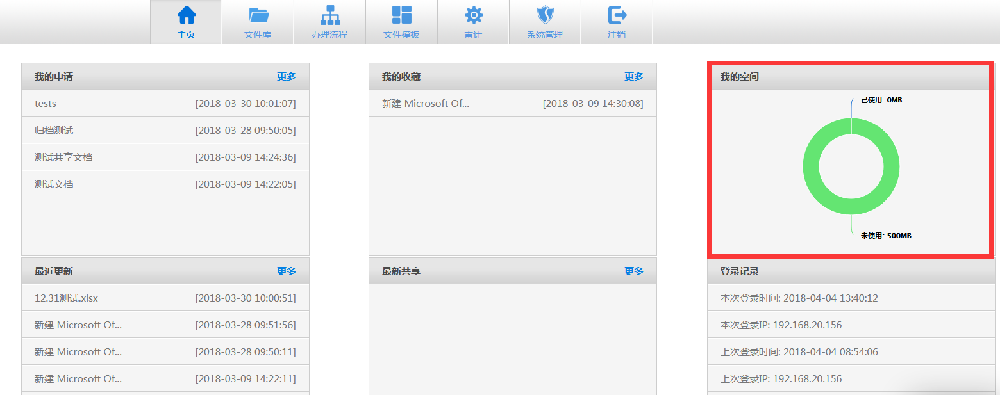 主页 文件库 办理流程 文件模板 审计 系统管理 注销
我的申请 更多
tests [2018-03-30 10:01:07]
归档测试 [2018-03-28 09:50:05]
测试共享文档 [2018-03-09 14:24:36]
测试文档 [2018-03-09 14:22:05]
我的收藏 更多
新建 Microsoft Of... [2018-03-09 14:30:08]
我的空间
已使用: 0MB
未使用: 500MB
最近更新 更多
12.31测试.xlsx [2018-03-30 10:00:51]
新建 Microsoft Of... [2018-03-28 09:51:56]
新建 Microsoft Of... [2018-03-28 09:50:11]
新建 Microsoft Of... [2018-03-09 14:22:11]
最新共享 更多
登录记录
本次登录时间: 2018-04-04 13:40:12
本次登录IP: 192.168.20.156
上次登录时间: 2018-04-04 08:54:06
上次登录IP: 192.168.20.156